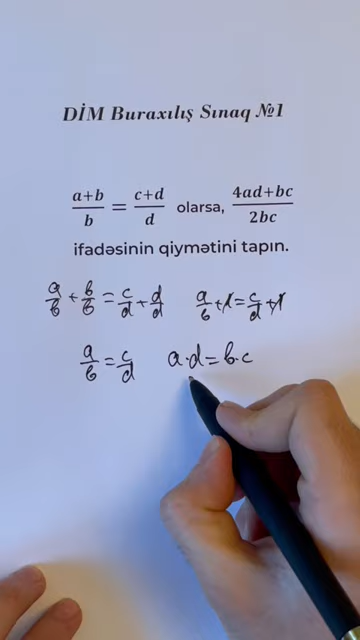 DİM Buraxılış Sınaq №1
(a+b)/b = (c+d)/d olarsa, (4ad+bc)/(2bc)
ifadəsinin qiymətini tapın.
a/b + b/b = c/d + d/d    a/b + 1 = c/d + 1
a/b = c/d    a·d = b·c